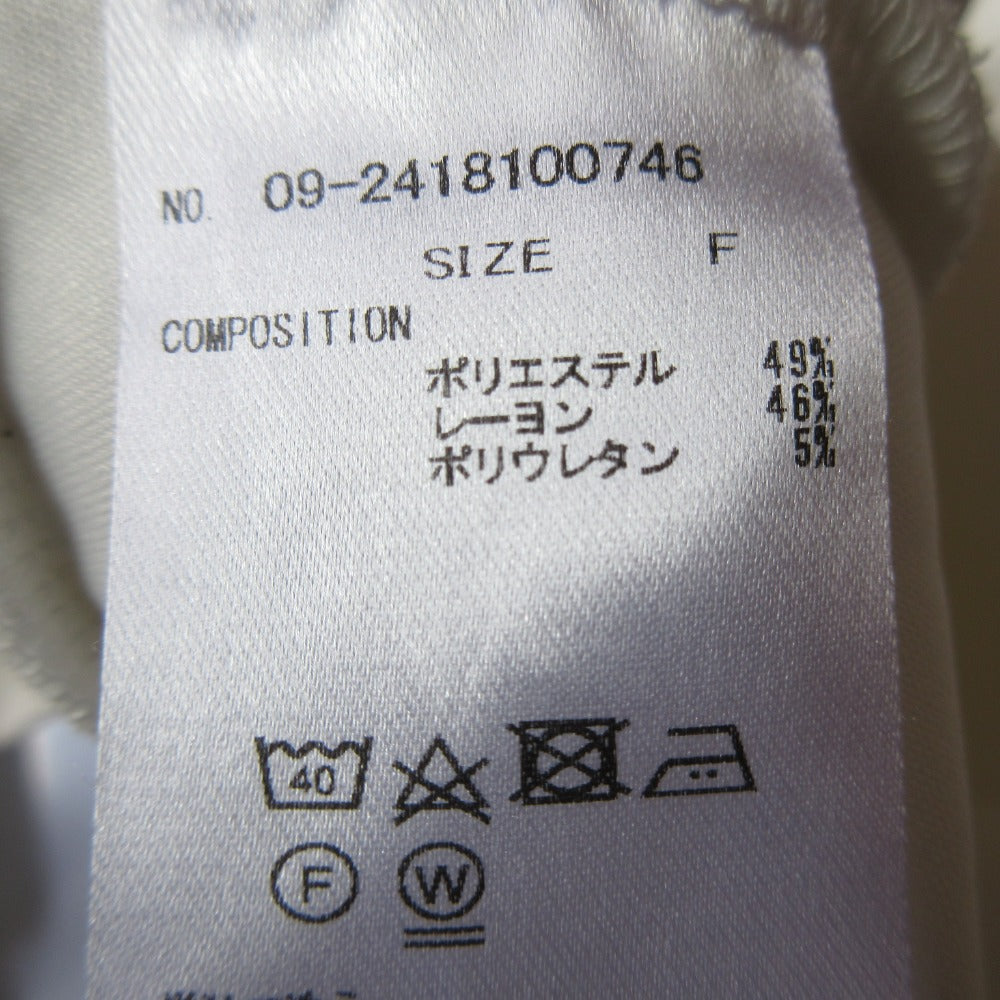 NO. 09-2418100746
SIZE F
COMPOSITION
ポリエステル 49%
レーヨン 46%
ポリウレタン 5%
40
F W